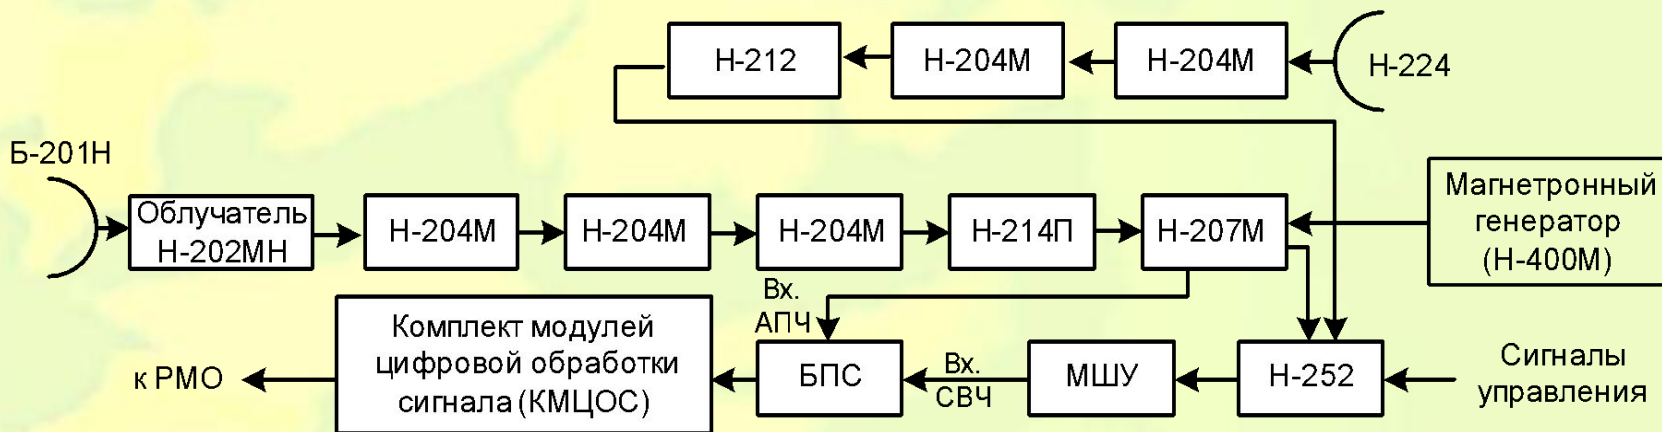 Н-212
Н-204М
Н-204М
Н-224
Б-201Н
Облучатель
Н-202МН
Н-204М
Н-204М
Н-204М
Н-214П
Н-207М
Магнетронный
генератор
(Н-400М)
Вх.
АПЧ
Комплект модулей
цифровой обработки
сигнала (КМЦОС)
к РМО
БПС
Вх.
СВЧ
МШУ
Н-252
Сигналы
управления